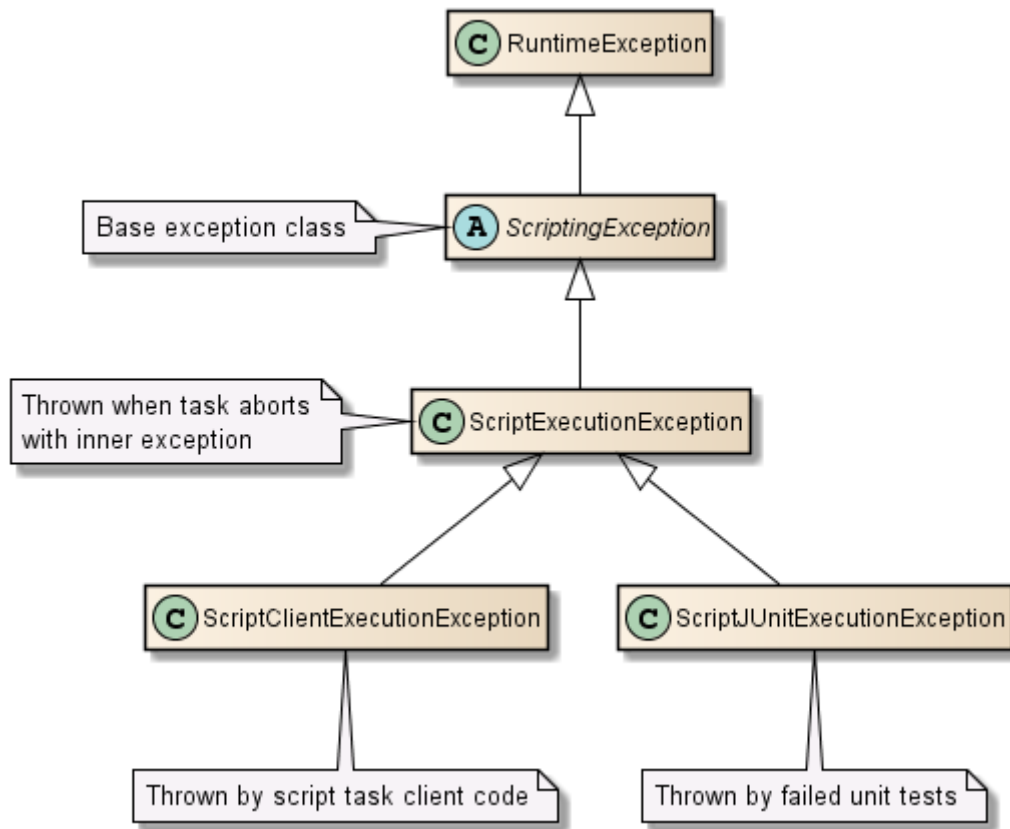 C RuntimeException
Base exception class
A ScriptingException
Thrown when task aborts
with inner exception
C ScriptExecutionException
C ScriptClientExecutionException
C ScriptJUnitExecutionException
Thrown by script task client code
Thrown by failed unit tests